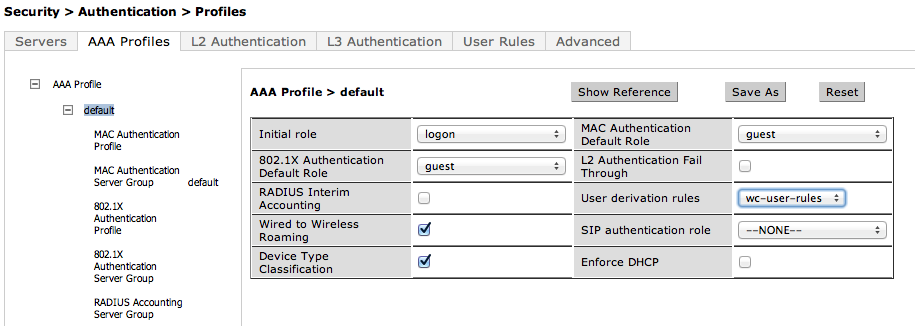 Security > Authentication > Profiles
Servers AAA Profiles L2 Authentication L3 Authentication User Rules Advanced
AAA Profile
default
MAC Authentication
Profile
MAC Authentication
Server Group default
802.1X
Authentication
Profile
802.1X
Authentication
Server Group
RADIUS Accounting
Server Group
AAA Profile > default Show Reference Save As Reset
Initial role logon
MAC Authentication
Default Role guest
802.1X Authentication
Default Role guest
L2 Authentication Fail
Through
RADIUS Interim
Accounting
User derivation rules wc-user-rules
Wired to Wireless
Roaming
SIP authentication role --NONE--
Device Type
Classification
Enforce DHCP